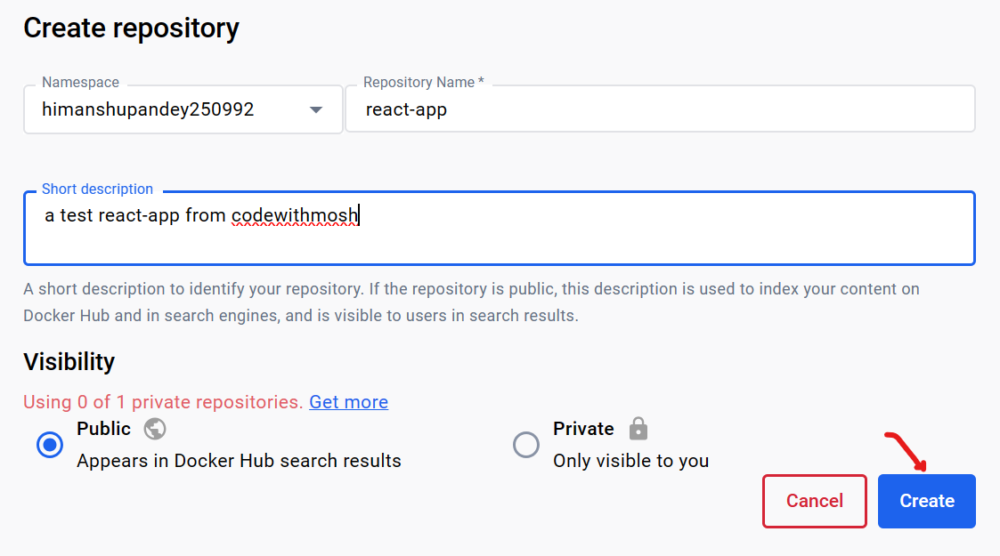 Create repository
Namespace
himanshupandey250992
Repository Name *
react-app
Short description
a test react-app from codewithmosh
A short description to identify your repository. If the repository is public, this description is used to index your content on
Docker Hub and in search engines, and is visible to users in search results.
Visibility
Using 0 of 1 private repositories. Get more
Public
Appears in Docker Hub search results
Private
Only visible to you
Cancel
Create